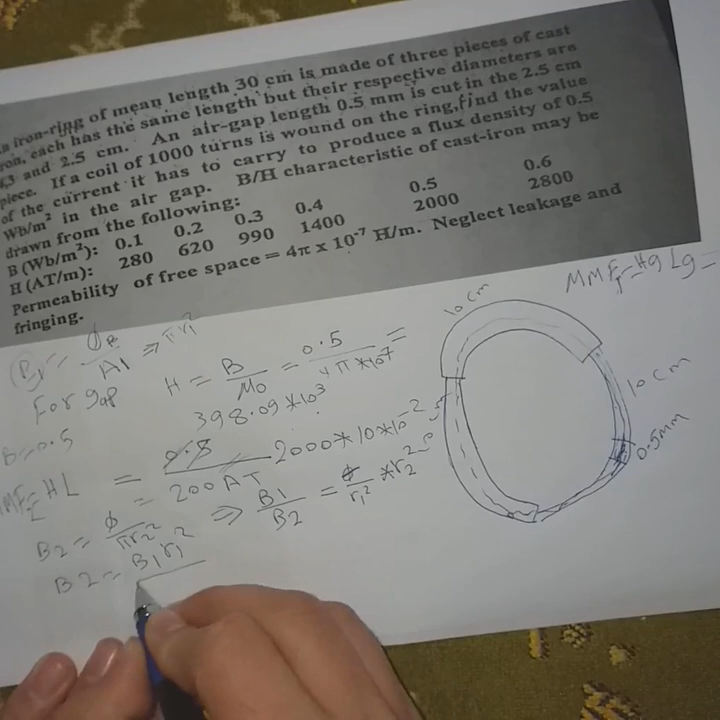 iron-ring of mean length 30 cm is made of three pieces of cast
each has the same length but their respective diameters are
3 and 2.5 cm. An air-gap length 0.5 mm is cut in the 2.5 cm
piece. If a coil of 1000 turns is wound on the ring, find the value
of the current it has to carry to produce a flux density of 0.5
Wb/m² in the air gap. B/H characteristic of cast-iron may be
drawn from the following:
B (Wb/m²): 0.1 0.2 0.3 0.4 0.5 0.6
H (AT/m): 280 620 990 1400 2000 2800
Permeability of free space = 4π x 10⁻⁷ H/m. Neglect leakage and
fringing.
MMF = Hg Lg =
10 cm
10 cm
0.5mm
A1 ⇒ πr₁²
For gap
H = B/M0 = 0.5/4π*10⁷ =
398.09*10³
B=0.5
HL = 2000*10*10⁻²
= 200 AT
B2 = φ/πr₂² ⇒ B1/B2 = φ/r₁² * r₂²
B2 = B1r₁²